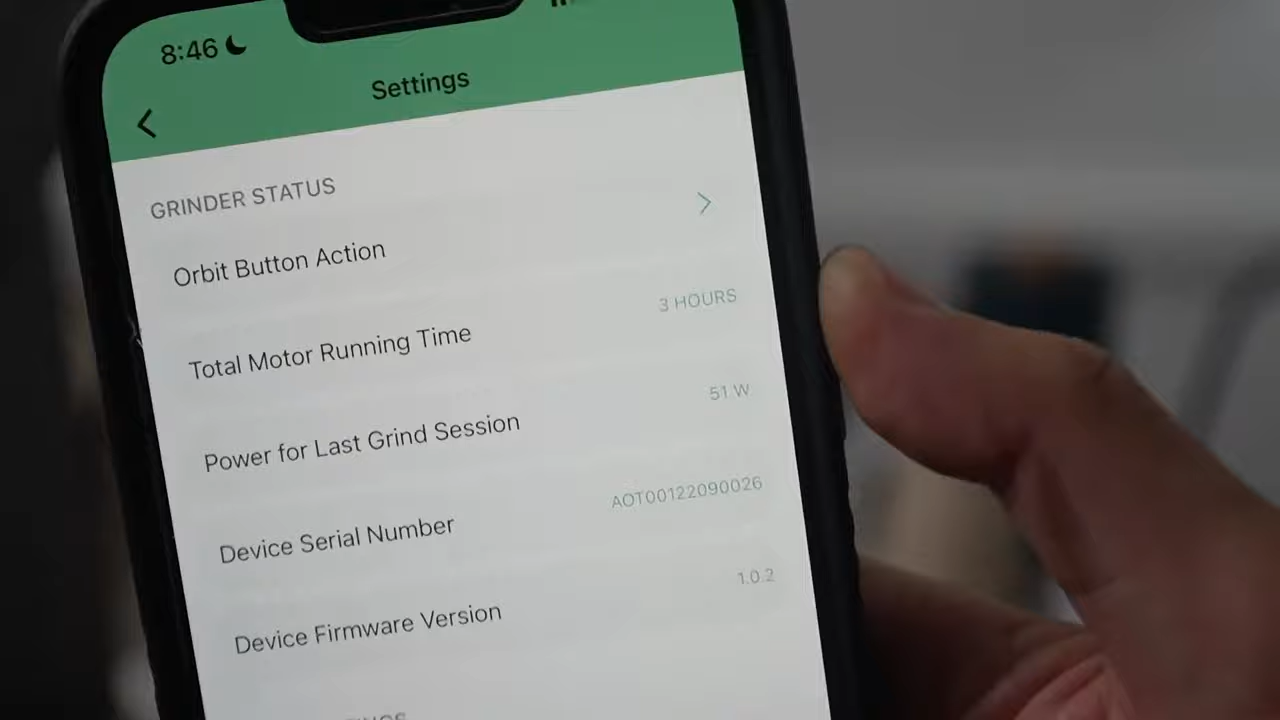 8:46
Settings
GRINDER STATUS
Orbit Button Action
Total Motor Running Time
3 HOURS
Power for Last Grind Session
51 W
Device Serial Number
AOT00122090026
Device Firmware Version
1.0.2